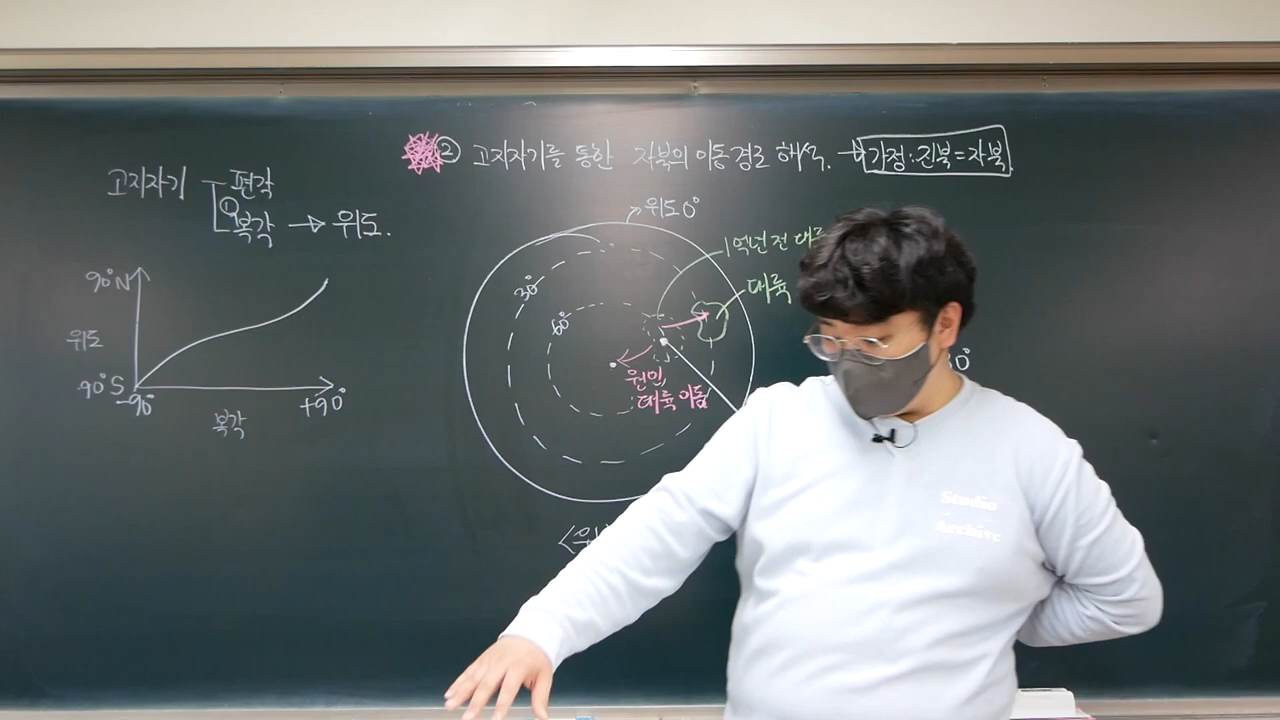 ② 고지자기를 통한 자북의 이동경로 해석. → 가정:진북=자북.
고지자기 편각
① 복각 → 위도.
90°N
위도
-90°S
-90°
+90°
복각
위도0°
30°
60°
1억년 전 대륙
대륙
원인,
대륙 이동
Studio
Archive